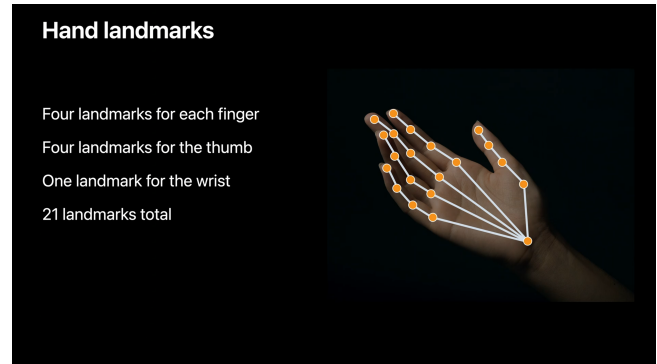 Hand landmarks
Four landmarks for each finger
Four landmarks for the thumb
One landmark for the wrist
21 landmarks total